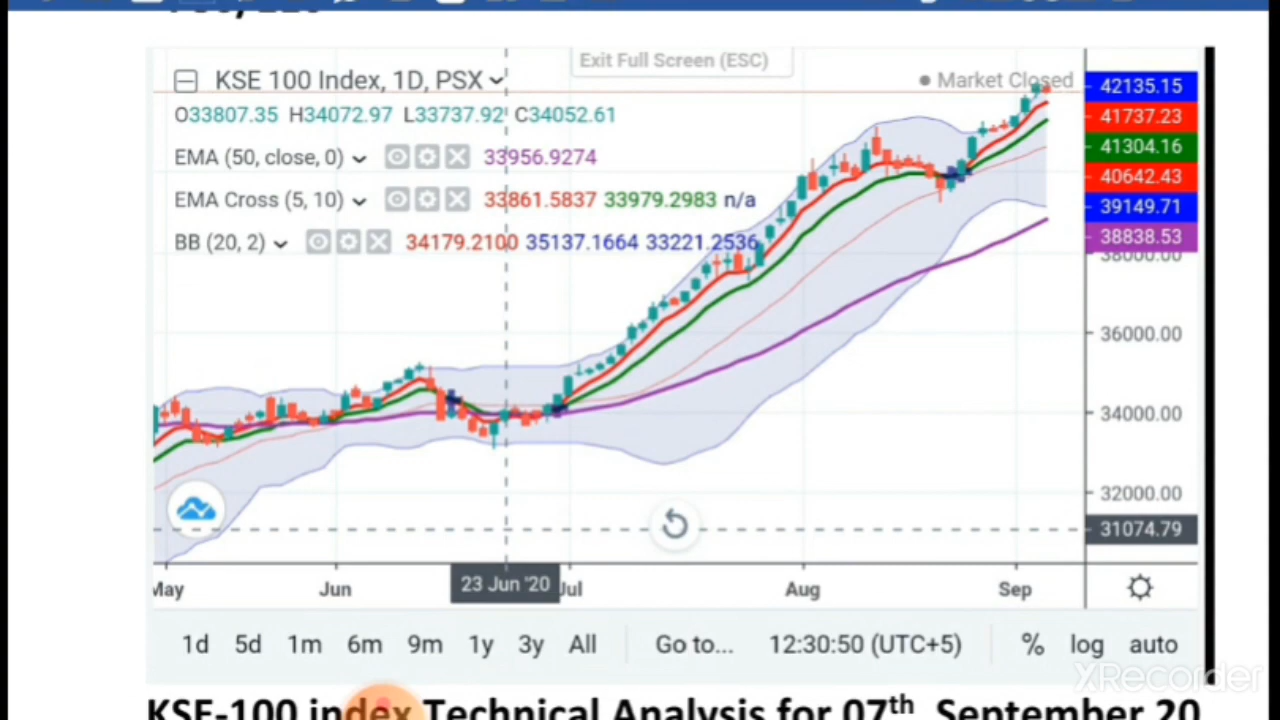 Exit Full Screen (ESC)
KSE 100 Index, 1D, PSX
Market Closed
O33807.35 H34072.97 L33737.92 C34052.61
EMA (50, close, 0) 33956.9274
EMA Cross (5, 10) 33861.5837 33979.2983 n/a
BB (20, 2) 34179.2100 35137.1664 33221.2536
42135.15
41737.23
41304.16
40642.43
39149.71
38838.53
38000.00
36000.00
34000.00
32000.00
31074.79
May Jun 23 Jun '20 Jul Aug Sep
1d 5d 1m 6m 9m 1y 3y All Go to... 12:30:50 (UTC+5) % log auto
XRecorder
KSE-100 index Technical Analysis for 07th September 20